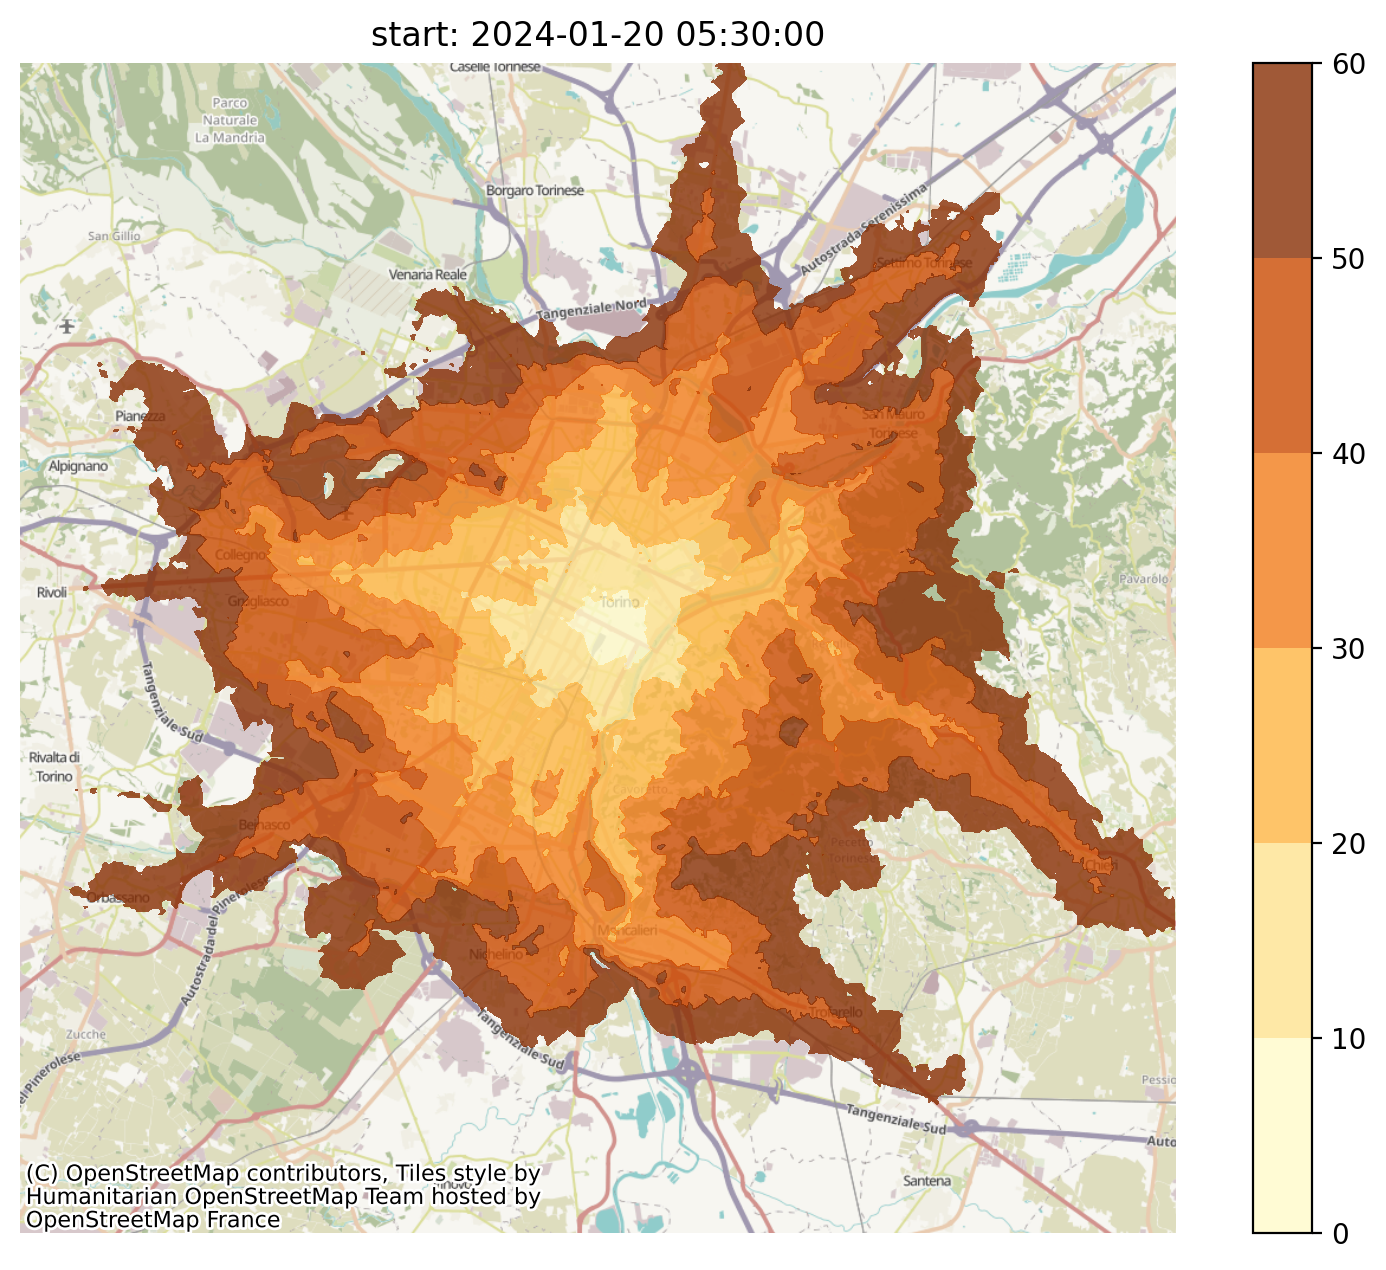 start: 2024-01-20 05:30:00
Caselle Torinese
Parco
Naturale
La Mandria
Borgaro Torinese
Autostrada Serenissima
San Gillio
Venaria Reale
Settimo Torinese
Tangenziale Nord
Pianezza
San Mauro
Torinese
Alpignano
Collegno
Pavarolo
Rivoli
Grugliasco
Torino
Tangenziale Sud
Rivalta di
Torino
Cavoretto
Beinasco
Pecetto
Torinese
Chieri
Orbassano
Autostrada del Pinerolese
Moncalieri
Nichelino
Trofarello
Zucche
Tangenziale Sud
Pessio
el Pinerolese
Tangenziale Sud
Auto
Santena
(C) OpenStreetMap contributors, Tiles style by
Humanitarian OpenStreetMap Team hosted by
OpenStreetMap France
60
50
40
30
20
10
0